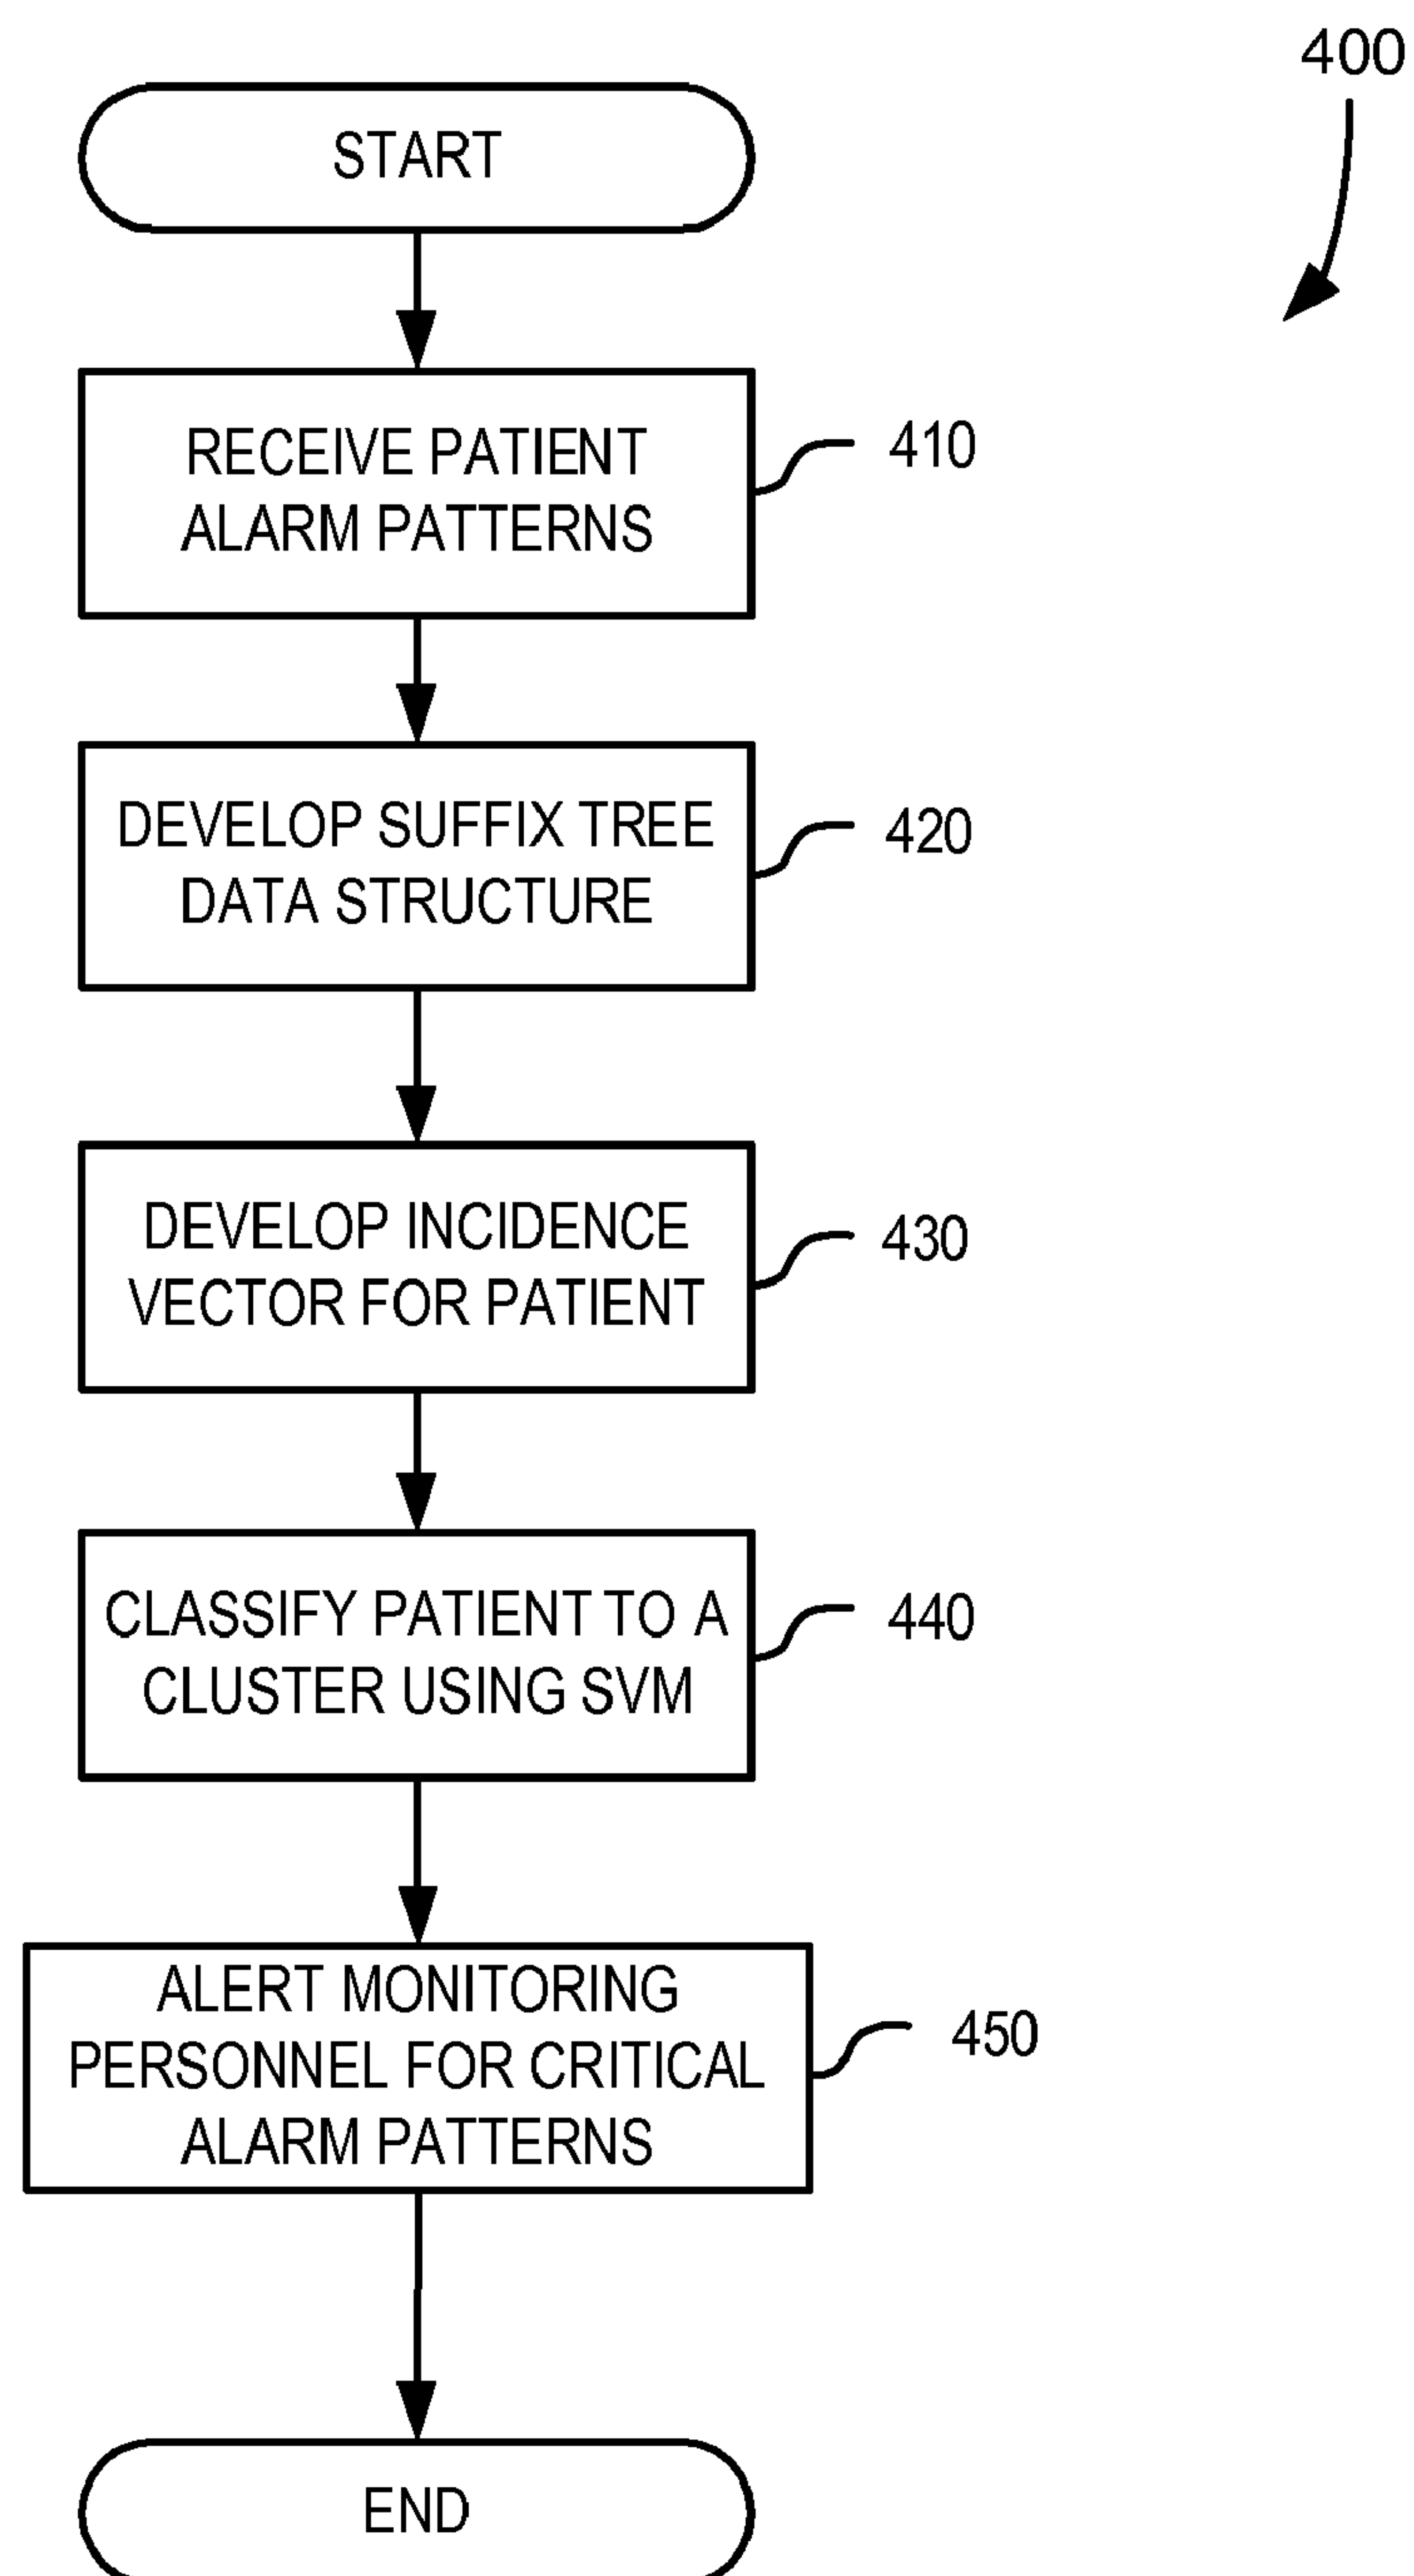 400
START
RECEIVE PATIENT
ALARM PATTERNS
410
DEVELOP SUFFIX TREE
DATA STRUCTURE
420
DEVELOP INCIDENCE
VECTOR FOR PATIENT
430
CLASSIFY PATIENT TO A
CLUSTER USING SVM
440
ALERT MONITORING
PERSONNEL FOR CRITICAL
ALARM PATTERNS
450
END